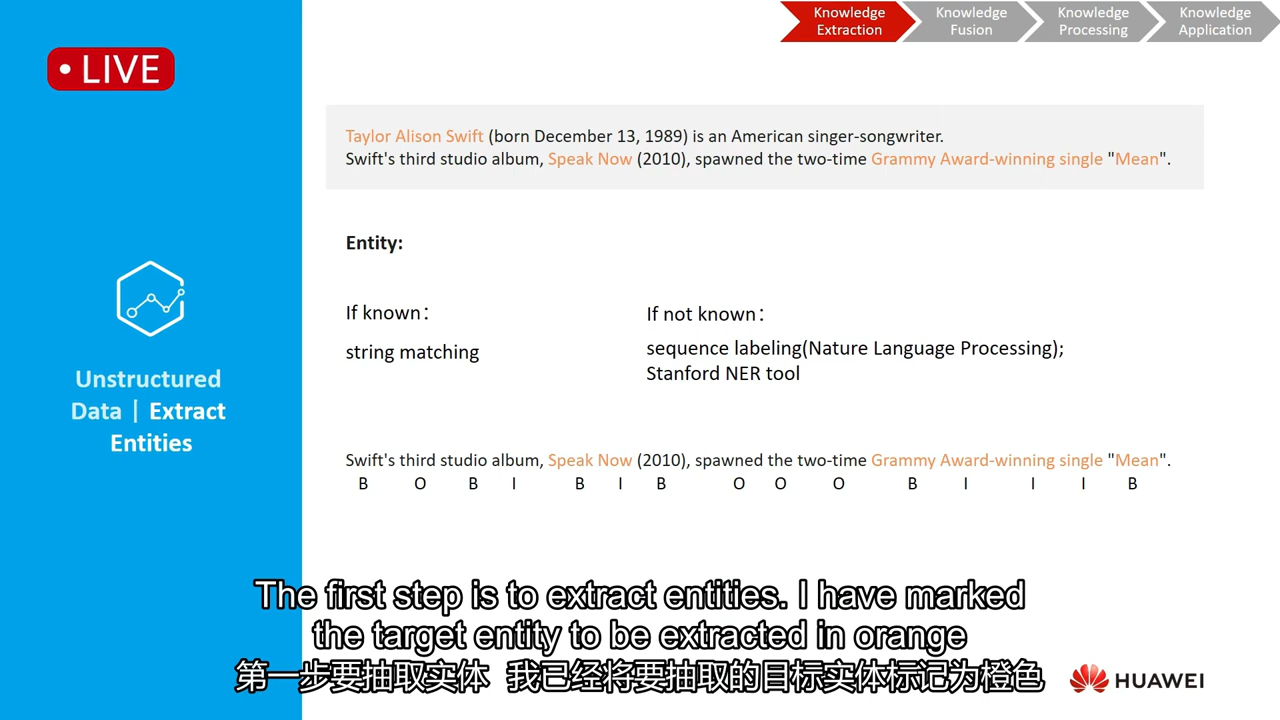 Knowledge Extraction
Knowledge Fusion
Knowledge Processing
Knowledge Application
• LIVE
Taylor Alison Swift (born December 13, 1989) is an American singer-songwriter.
Swift's third studio album, Speak Now (2010), spawned the two-time Grammy Award-winning single "Mean".
Entity:
If known：
string matching
If not known：
sequence labeling(Nature Language Processing);
Stanford NER tool
Unstructured
Data | Extract
Entities
Swift's third studio album, Speak Now (2010), spawned the two-time Grammy Award-winning single "Mean".
B O B I B I B O O O B I I I B
The first step is to extract entities. I have marked
the target entity to be extracted in orange
第一步要抽取实体 我已经将要抽取的目标实体标记为橙色
HUAWEI